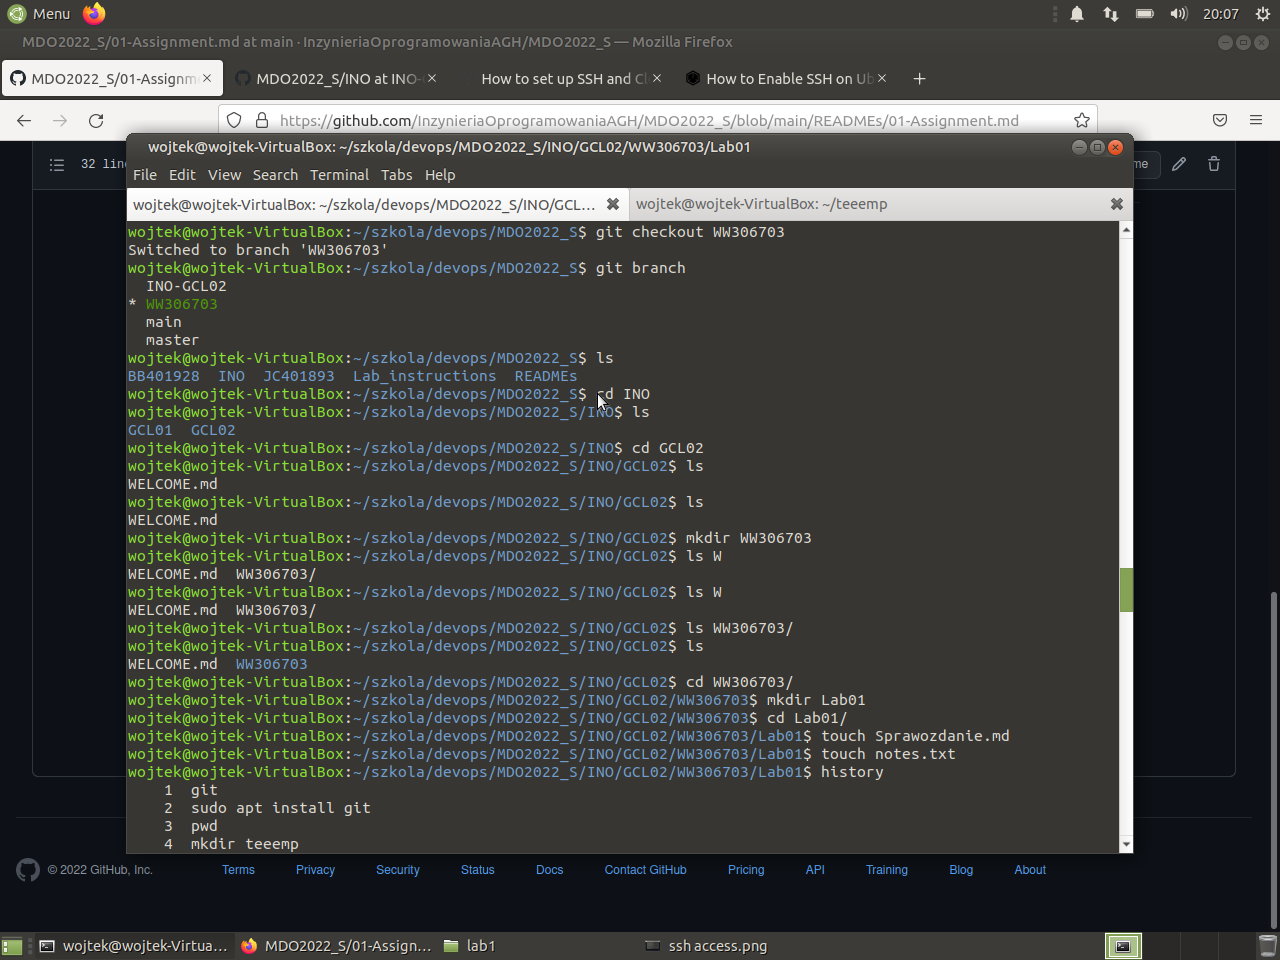 Menu
20:07
MDO2022_S/01-Assignment.md at main · InzynieriaOprogramowaniaAGH/MDO2022_S — Mozilla Firefox
MDO2022_S/01-Assignm
MDO2022_S/INO at INO-
How to set up SSH and Cl
How to Enable SSH on Ub
https://github.com/InzynieriaOprogramowaniaAGH/MDO2022_S/blob/main/READMEs/01-Assignment.md
wojtek@wojtek-VirtualBox: ~/szkola/devops/MDO2022_S/INO/GCL02/WW306703/Lab01
32 lin
me
File Edit View Search Terminal Tabs Help
wojtek@wojtek-VirtualBox: ~/szkola/devops/MDO2022_S/INO/GCL...
wojtek@wojtek-VirtualBox: ~/teeemp
wojtek@wojtek-VirtualBox:~/szkola/devops/MDO2022_S$ git checkout WW306703
Switched to branch 'WW306703'
wojtek@wojtek-VirtualBox:~/szkola/devops/MDO2022_S$ git branch
INO-GCL02
* WW306703
main
master
wojtek@wojtek-VirtualBox:~/szkola/devops/MDO2022_S$ ls
BB401928 INO JC401893 Lab_instructions READMEs
wojtek@wojtek-VirtualBox:~/szkola/devops/MDO2022_S$ cd INO
wojtek@wojtek-VirtualBox:~/szkola/devops/MDO2022_S/INO$ ls
GCL01 GCL02
wojtek@wojtek-VirtualBox:~/szkola/devops/MDO2022_S/INO$ cd GCL02
wojtek@wojtek-VirtualBox:~/szkola/devops/MDO2022_S/INO/GCL02$ ls
WELCOME.md
wojtek@wojtek-VirtualBox:~/szkola/devops/MDO2022_S/INO/GCL02$ ls
WELCOME.md
wojtek@wojtek-VirtualBox:~/szkola/devops/MDO2022_S/INO/GCL02$ mkdir WW306703
wojtek@wojtek-VirtualBox:~/szkola/devops/MDO2022_S/INO/GCL02$ ls W
WELCOME.md WW306703/
wojtek@wojtek-VirtualBox:~/szkola/devops/MDO2022_S/INO/GCL02$ ls W
WELCOME.md WW306703/
wojtek@wojtek-VirtualBox:~/szkola/devops/MDO2022_S/INO/GCL02$ ls WW306703/
wojtek@wojtek-VirtualBox:~/szkola/devops/MDO2022_S/INO/GCL02$ ls
WELCOME.md WW306703
wojtek@wojtek-VirtualBox:~/szkola/devops/MDO2022_S/INO/GCL02$ cd WW306703/
wojtek@wojtek-VirtualBox:~/szkola/devops/MDO2022_S/INO/GCL02/WW306703$ mkdir Lab01
wojtek@wojtek-VirtualBox:~/szkola/devops/MDO2022_S/INO/GCL02/WW306703$ cd Lab01/
wojtek@wojtek-VirtualBox:~/szkola/devops/MDO2022_S/INO/GCL02/WW306703/Lab01$ touch Sprawozdanie.md
wojtek@wojtek-VirtualBox:~/szkola/devops/MDO2022_S/INO/GCL02/WW306703/Lab01$ touch notes.txt
wojtek@wojtek-VirtualBox:~/szkola/devops/MDO2022_S/INO/GCL02/WW306703/Lab01$ history
1 git
2 sudo apt install git
3 pwd
4 mkdir teeemp
© 2022 GitHub, Inc. Terms Privacy Security Status Docs Contact GitHub Pricing API Training Blog About
wojtek@wojtek-Virtua...
MDO2022_S/01-Assign...
lab1
ssh access.png